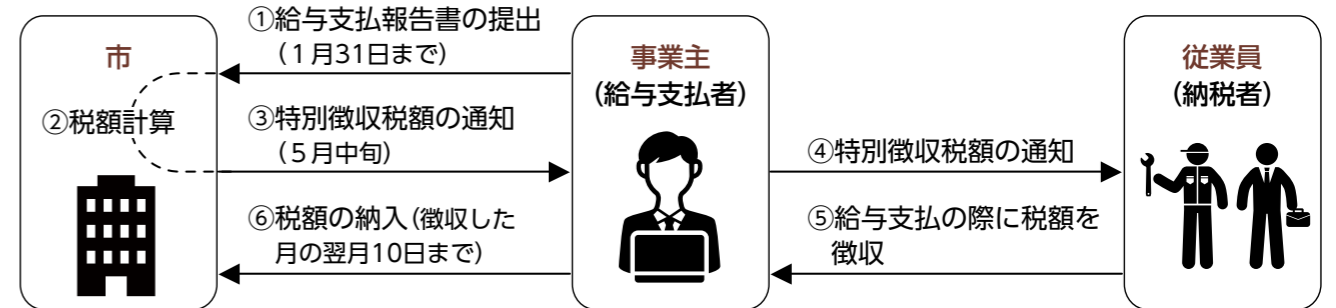 市
②税額計算
①給与支払報告書の提出
（1月31日まで）
③特別徴収税額の通知
（5月中旬）
⑥税額の納入（徴収した
月の翌月10日まで）
事業主
（給与支払者）
④特別徴収税額の通知
⑤給与支払の際に税額を
徴収
従業員
（納税者）